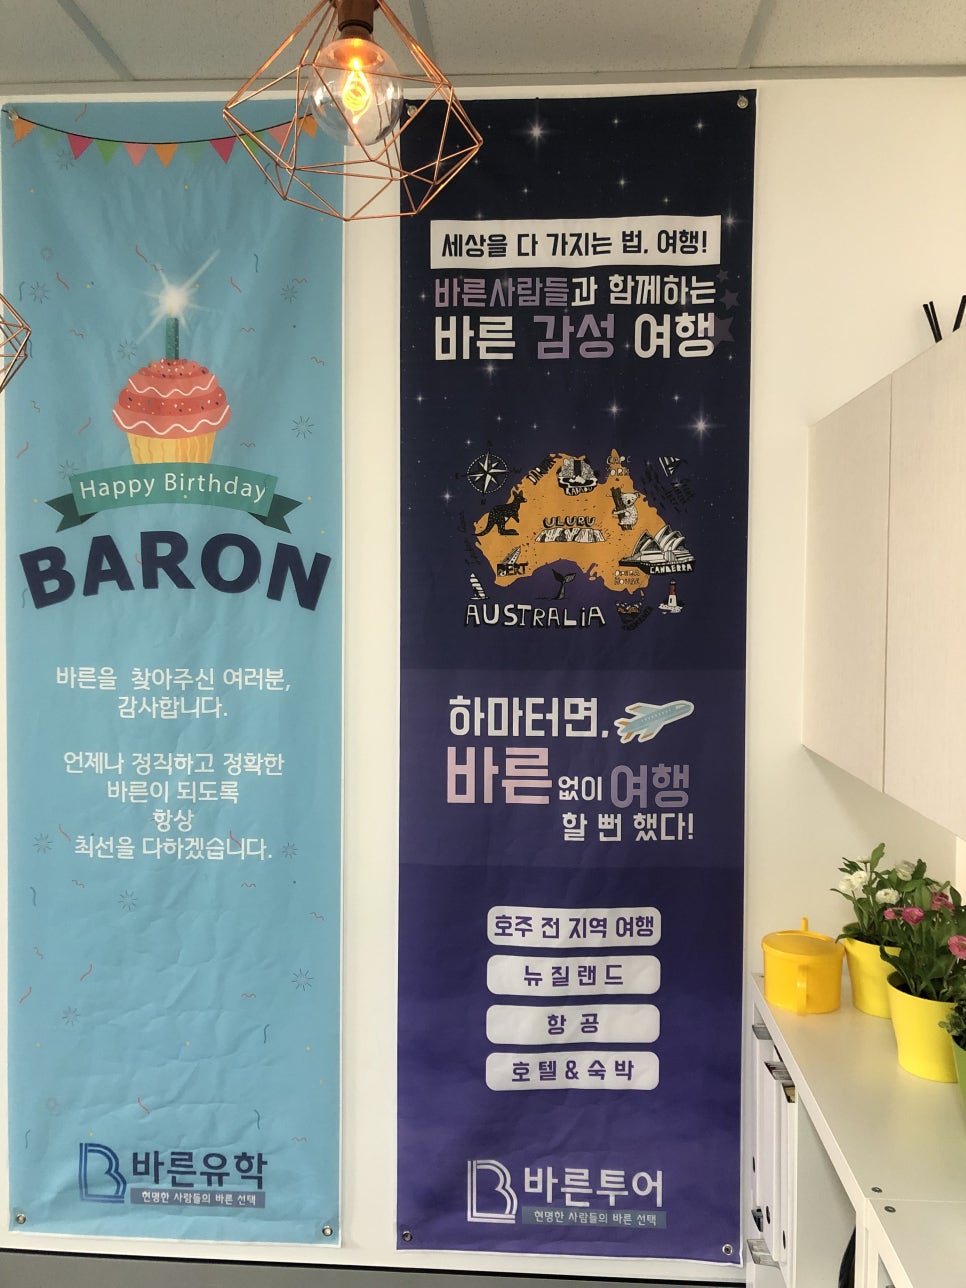 Happy Birthday
BARON
바른을 찾아주신 여러분,
감사합니다.
언제나 정직하고 정확한
바른이 되도록
항상
최선을 다하겠습니다.
바른유학
현명한 사람들의 바른 선택
세상을 다 가지는 법, 여행!
바른사람들과 함께하는
바른 감성 여행
ULURU
CANBERRA
AUSTRALIA
하마터면,
바른 없이 여행
할 뻔 했다!
호주 전 지역 여행
뉴질랜드
항공
호텔&숙박
바른투어
현명한 사람들의 바른 선택